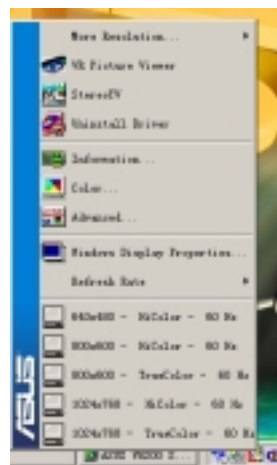 More Resolution...
VR Picture Viewer
StereoTV
Uninstall Driver
Information...
Color...
Advanced...
Windows Display Properties...
Refresh Rate
640x480 - HiColor - 60 Hz
800x600 - HiColor - 60 Hz
800x600 - TrueColor - 60 Hz
1024x768 - HiColor - 60 Hz
1024x768 - TrueColor - 60 Hz
ASUS